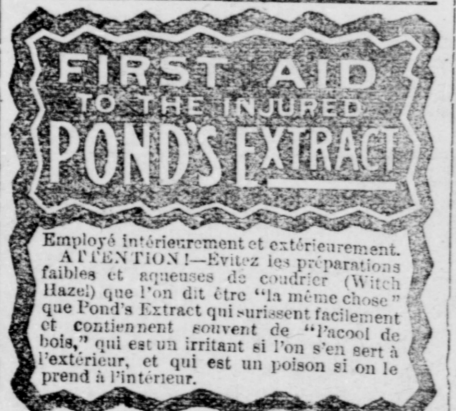 FIRST AID
TO THE INJURED
POND'S EXTRACT
Employé intérieurement et extérieurement.
ATTENTION!—Evitez les préparations
faibles et aqueuses de coudrier (Witch
Hazel) que l'on dit être "la même chose"
que Pond's Extract qui surissent facilement
et contiennent souvent de "l'acool de
bois," qui est un irritant si l'on s'en sert à
l'extérieur, et qui est un poison si on le
prend à l'intérieur.